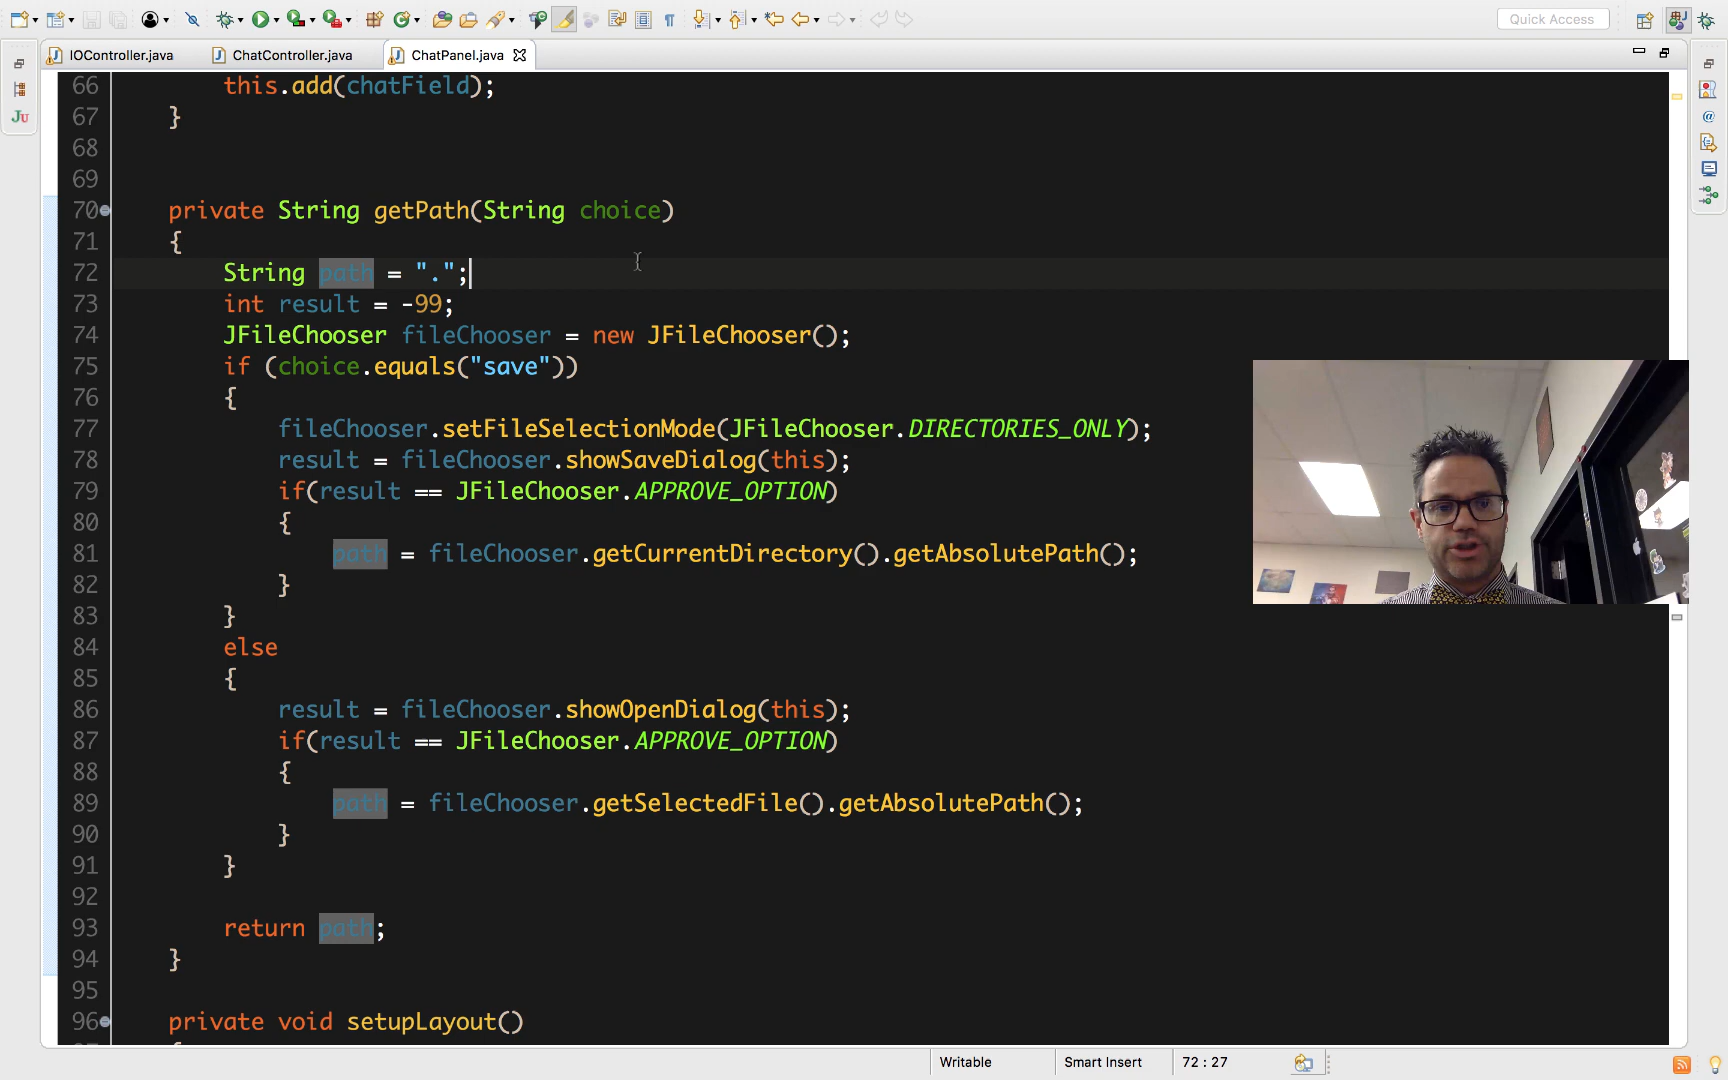 Quick Access
IOController.java
ChatController.java
ChatPanel.java
66 this.add(chatField);
67 }
68
69
70 private String getPath(String choice)
71 {
72 String path = ".";
73 int result = -99;
74 JFileChooser fileChooser = new JFileChooser();
75 if (choice.equals("save"))
76 {
77 fileChooser.setFileSelectionMode(JFileChooser.DIRECTORIES_ONLY);
78 result = fileChooser.showSaveDialog(this);
79 if(result == JFileChooser.APPROVE_OPTION)
80 {
81 path = fileChooser.getCurrentDirectory().getAbsolutePath();
82 }
83 }
84 else
85 {
86 result = fileChooser.showOpenDialog(this);
87 if(result == JFileChooser.APPROVE_OPTION)
88 {
89 path = fileChooser.getSelectedFile().getAbsolutePath();
90 }
91 }
92
93 return path;
94 }
95
96 private void setupLayout()
Writable
Smart Insert
72 : 27